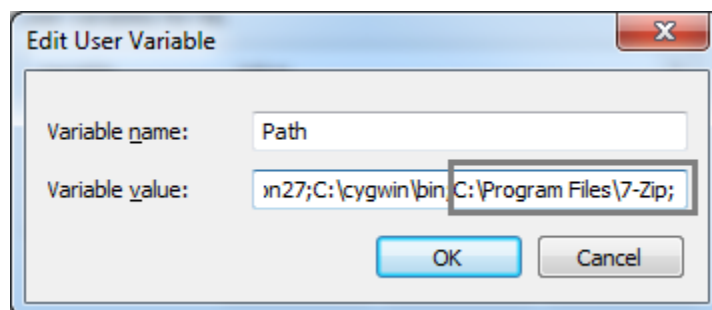 Edit User Variable
Variable name:
Path
Variable value:
on27;C:\cygwin\bin;C:\Program Files\7-Zip;
OK
Cancel